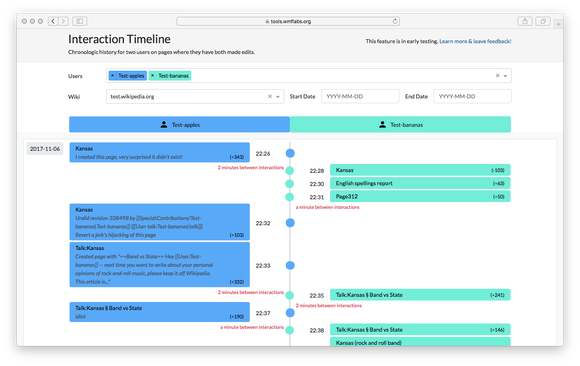 tools.wmflabs.org
Interaction Timeline
Chronologic history for two users on pages where they have both made edits.
This feature is in early testing. Learn more & leave feedback!
Users
× Test-apples × Test-bananas
Wiki
test.wikipedia.org
Start Date
YYYY-MM-DD
End Date
YYYY-MM-DD
Test-apples
Test-bananas
2017-11-06
Kansas
I created this page, very surprised it didn't exist!
(+343)
22:26
2 minutes between interactions
22:28
Kansas
(-103)
22:30
English spellings report
(+63)
22:31
Page312
(+50)
a minute between interactions
Kansas
Undid revision 338498 by [[Special:Contributions/Test-
bananas|Test-bananas]] ([[User talk:Test-bananas|talk]])
Revert a jerk's hijacking of this page
(+103)
22:32
Talk:Kansas
Created page with "==Band vs State== Hey [[User:Test-
bananas]] -- next time you want to write about your personal
opinions of rock and roll music, please keep it off Wikipedia.
This article is..."
(+332)
22:33
2 minutes between interactions
22:35
Talk:Kansas § Band vs State
(+241)
2 minutes between interactions
Talk:Kansas § Band vs State
idiot
(+190)
22:37
a minute between interactions
22:38
Talk:Kansas § Band vs State
(+146)
Kansas (rock and roll band)